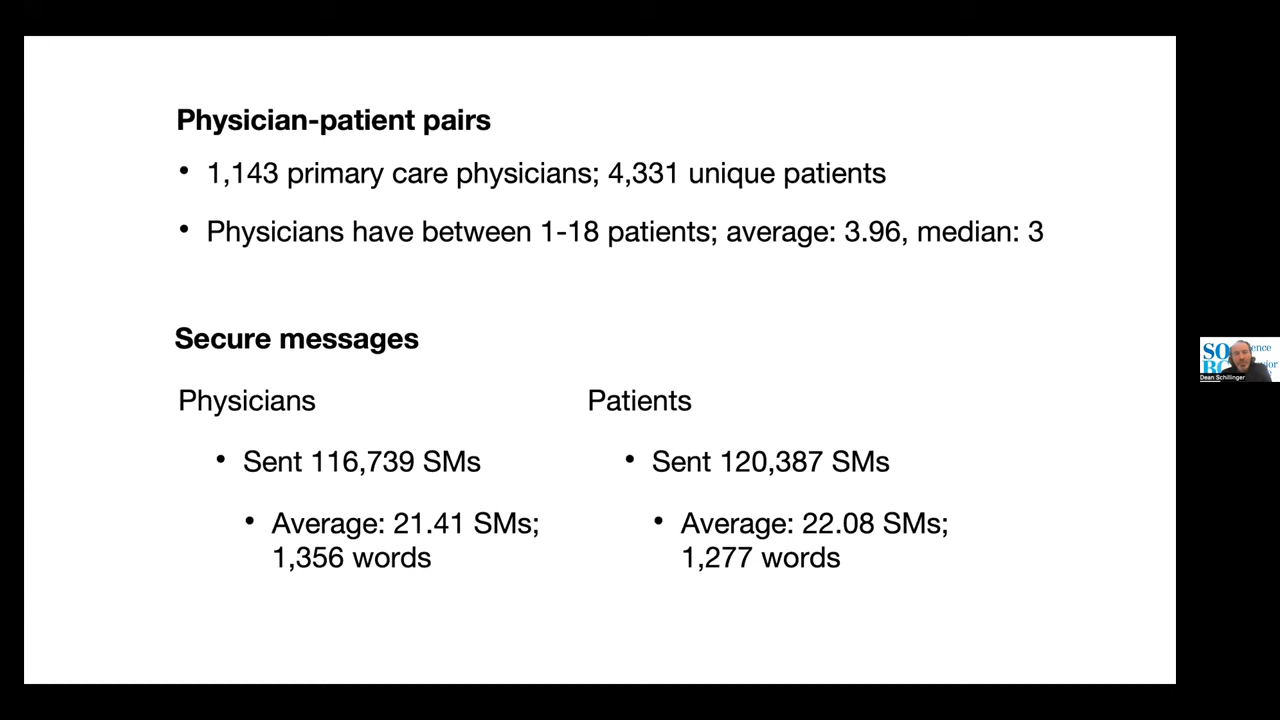 Physician-patient pairs
• 1,143 primary care physicians; 4,331 unique patients
• Physicians have between 1-18 patients; average: 3.96, median: 3
Secure messages
Physicians
• Sent 116,739 SMs
• Average: 21.41 SMs;
1,356 words
Patients
• Sent 120,387 SMs
• Average: 22.08 SMs;
1,277 words
SO
ence
Dean Schillinger